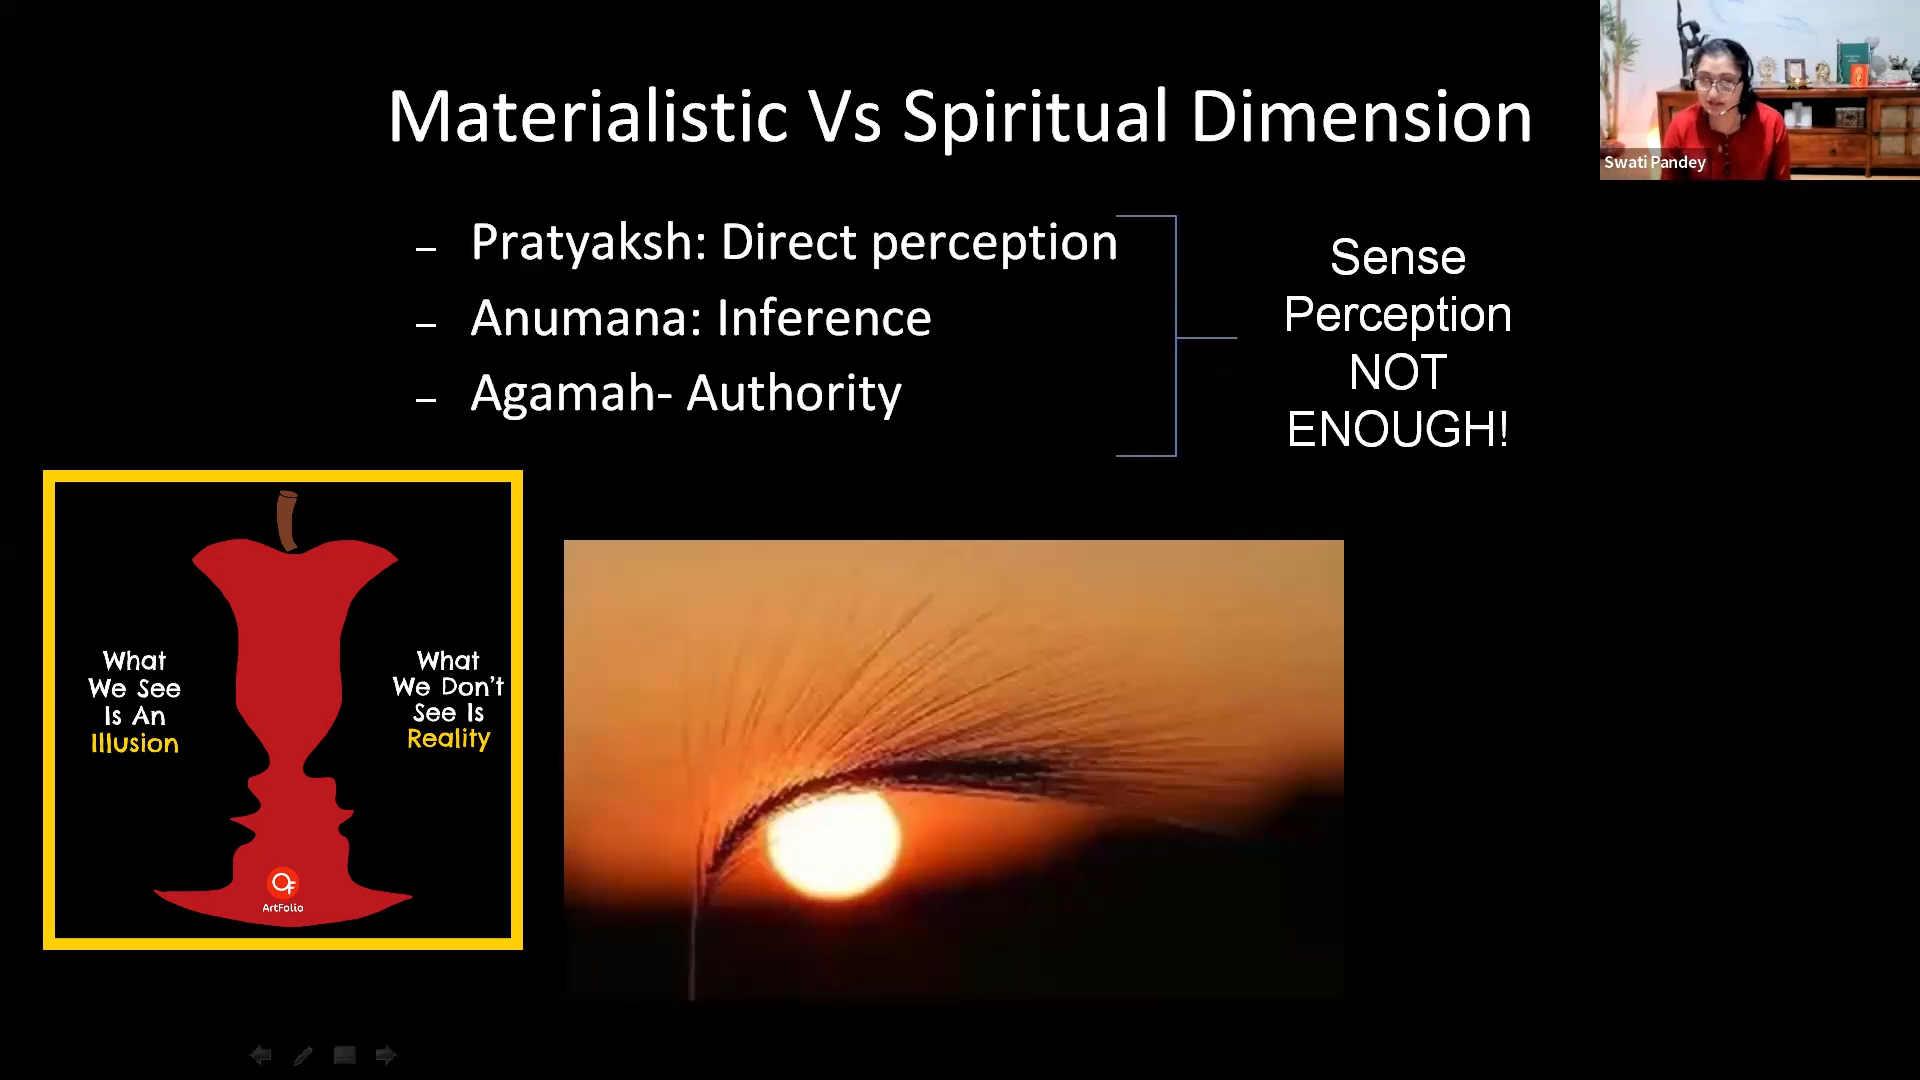 Materialistic Vs Spiritual Dimension
Swati Pandey
– Pratyaksh: Direct perception
– Anumana: Inference
– Agamah- Authority
Sense
Perception
NOT
ENOUGH!
What
We See
Is An
Illusion
What
We Don't
See Is
Reality
ArtFolio